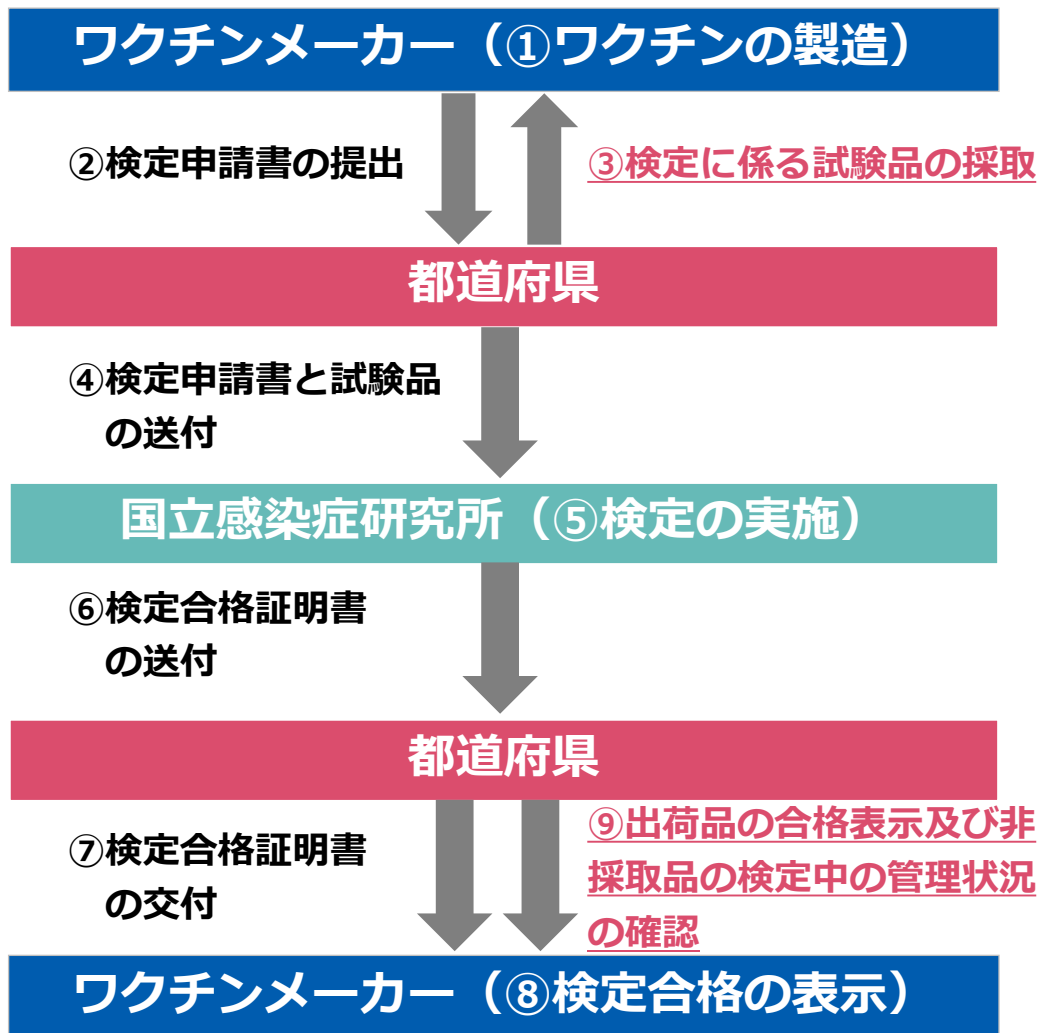 ワクチンメーカー（①ワクチンの製造）
②検定申請書の提出
③検定に係る試験品の採取
都道府県
④検定申請書と試験品
の送付
国立感染症研究所（⑤検定の実施）
⑥検定合格証明書
の送付
都道府県
⑦検定合格証明書
の交付
⑨出荷品の合格表示及び非
採取品の検定中の管理状況
の確認
ワクチンメーカー（⑧検定合格の表示）